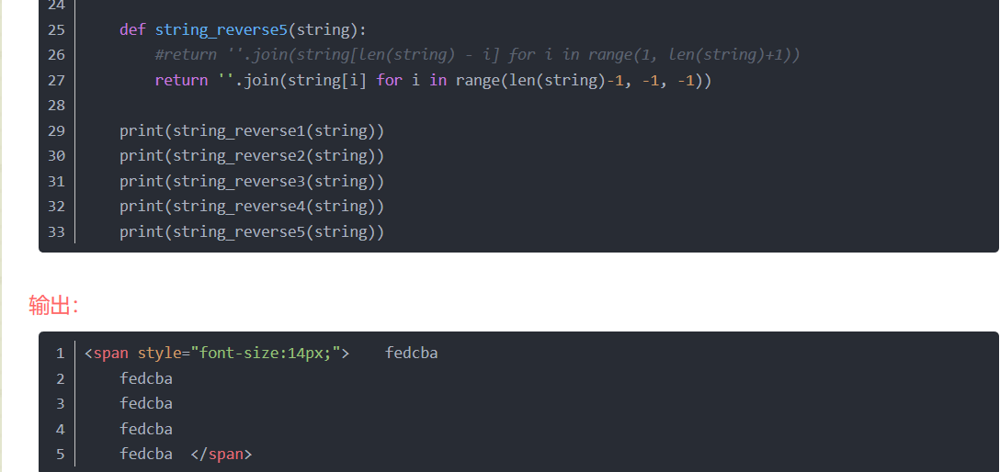 24
25 def string_reverse5(string):
26 #return ''.join(string[len(string) - i] for i in range(1, len(string)+1))
27 return ''.join(string[i] for i in range(len(string)-1, -1, -1))
28
29 print(string_reverse1(string))
30 print(string_reverse2(string))
31 print(string_reverse3(string))
32 print(string_reverse4(string))
33 print(string_reverse5(string))
输出：
1 <span style="font-size:14px;"> fedcba
2 fedcba
3 fedcba
4 fedcba
5 fedcba </span>